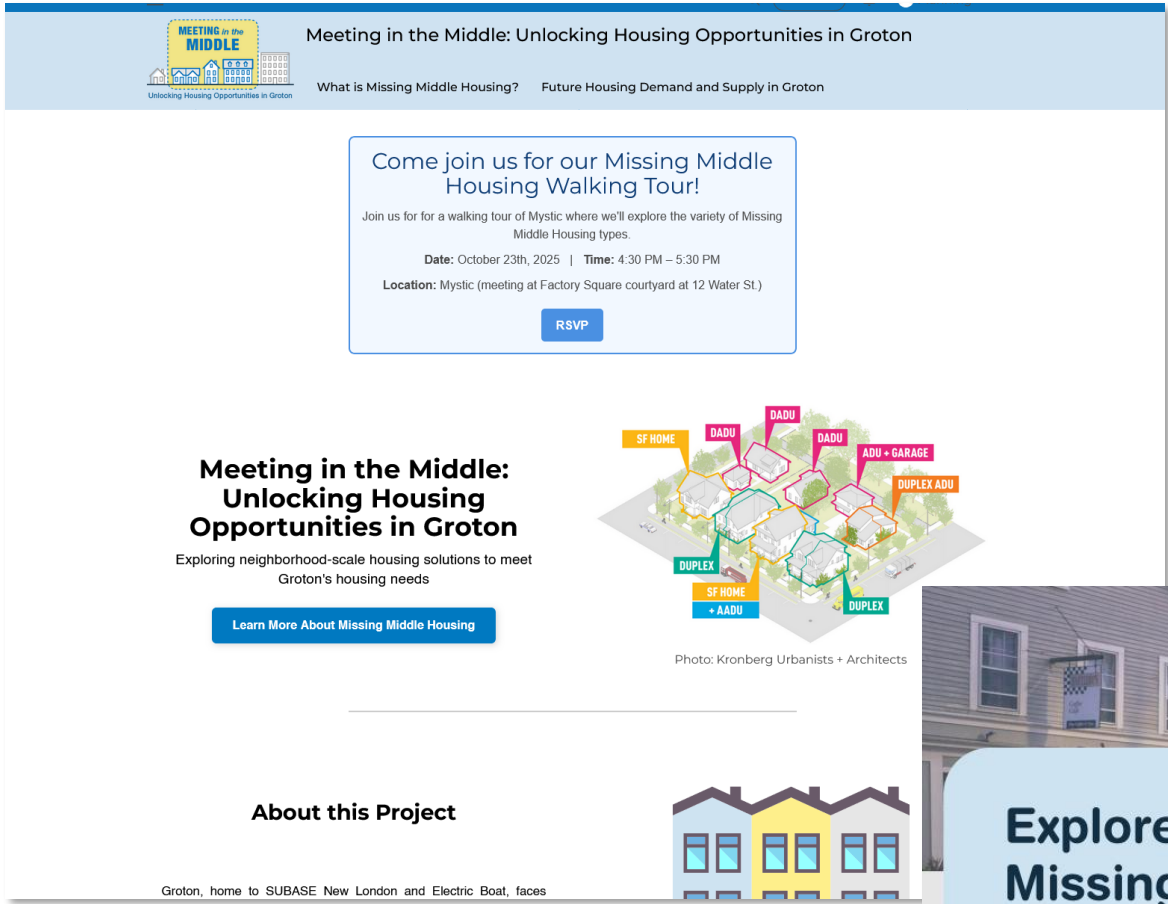 MEETING in the
MIDDLE
Unlocking Housing Opportunities in Groton
Meeting in the Middle: Unlocking Housing Opportunities in Groton
What is Missing Middle Housing? Future Housing Demand and Supply in Groton
Come join us for our Missing Middle
Housing Walking Tour!
Join us for for a walking tour of Mystic where we'll explore the variety of Missing
Middle Housing types.
Date: October 23th, 2025 | Time: 4:30 PM – 5:30 PM
Location: Mystic (meeting at Factory Square courtyard at 12 Water St.)
RSVP
Meeting in the Middle:
Unlocking Housing
Opportunities in Groton
Exploring neighborhood-scale housing solutions to meet
Groton's housing needs
Learn More About Missing Middle Housing
DADU
SF HOME
DADU
DADU
ADU + GARAGE
DUPLEX ADU
DUPLEX
SF HOME
+ AADU
DUPLEX
Photo: Kronberg Urbanists + Architects
About this Project
Groton, home to SUBASE New London and Electric Boat, faces
Explore
Missing